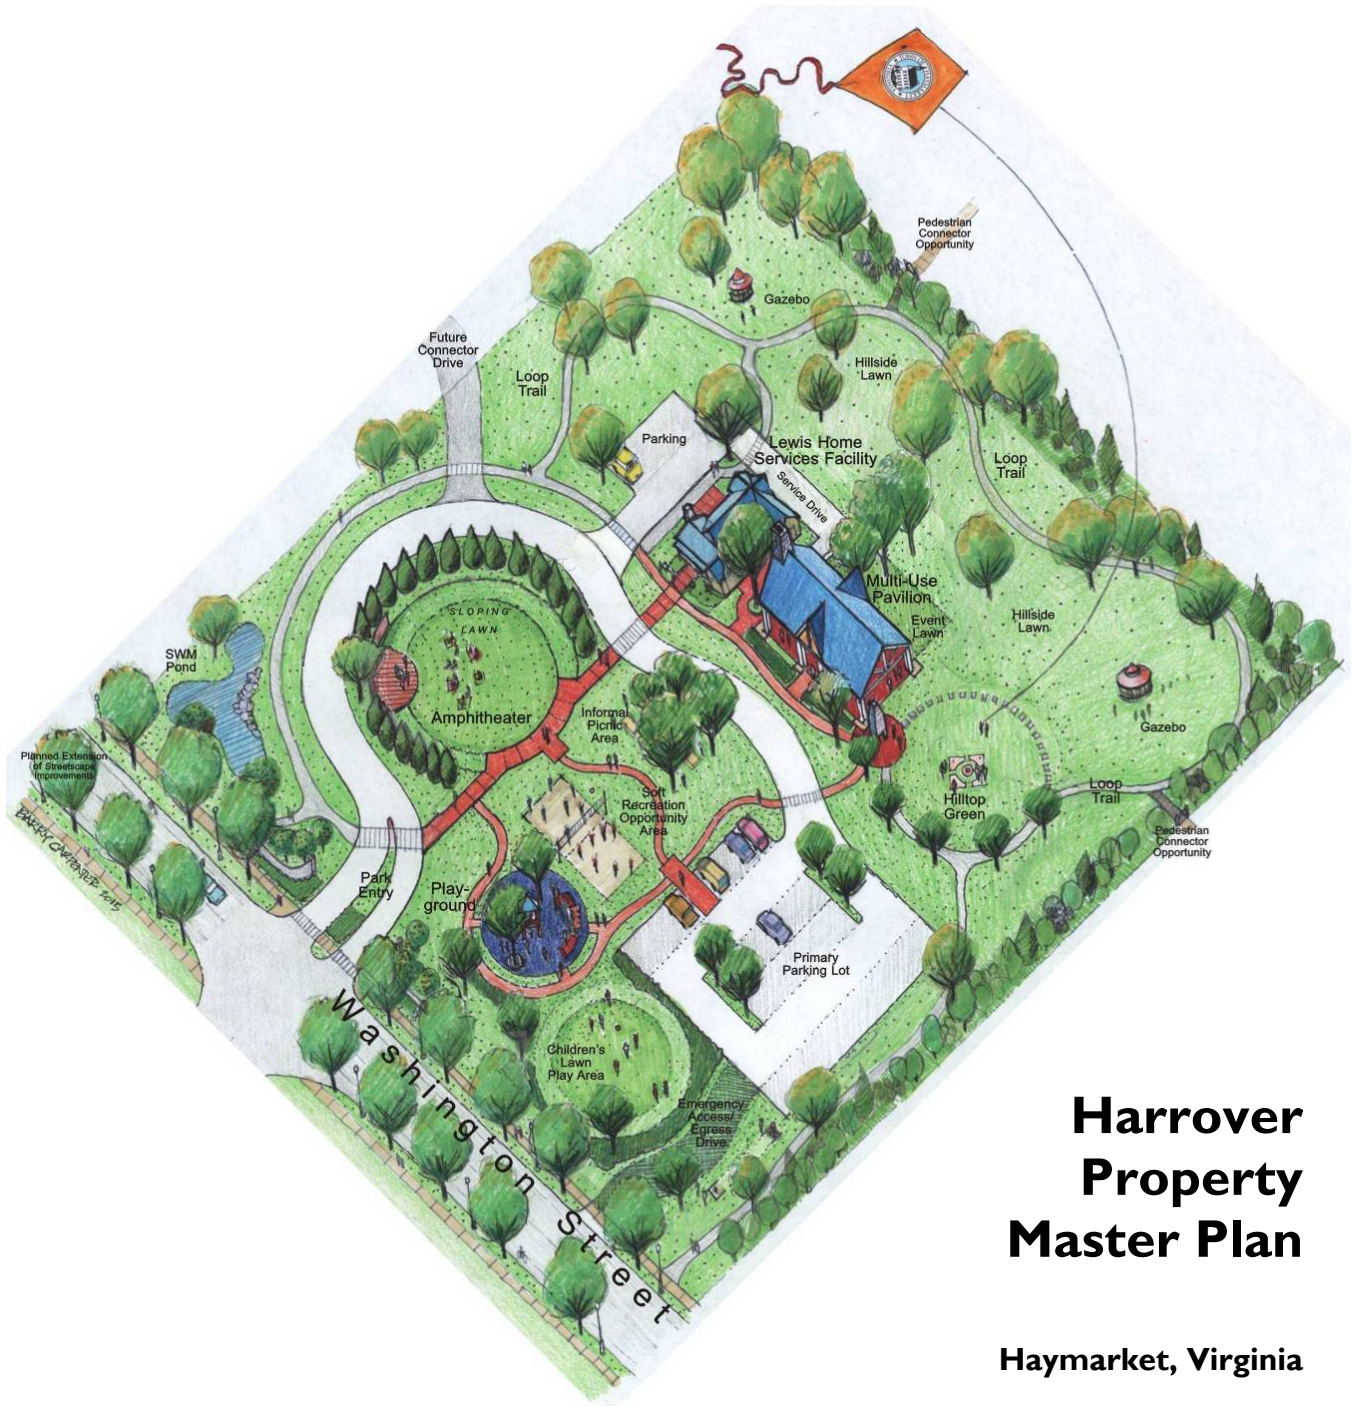 Pedestrian
Connector
Opportunity
Gazebo
Future
Connector
Drive
Hillside
Lawn
Loop
Trail
Parking
Lewis Home
Services Facility
Loop
Trail
Service Drive
Multi-Use
Pavilion
SLOPING
LAWN
Event
Lawn
Hillside
Lawn
SWM
Pond
Amphitheater
Informal
Picnic
Area
Gazebo
Planned Extension
of Streetscape
Improvements
Soft
Recreation
Opportunity
Area
Hilltop
Green
Loop
Trail
Pedestrian
Connector
Opportunity
BARRY CARPENTER 2015
Park
Entry
Play-
ground
Primary
Parking Lot
Washington Street
Children's
Lawn
Play Area
Emergency
Access/
Egress
Drive
Harrover
Property
Master Plan
Haymarket, Virginia